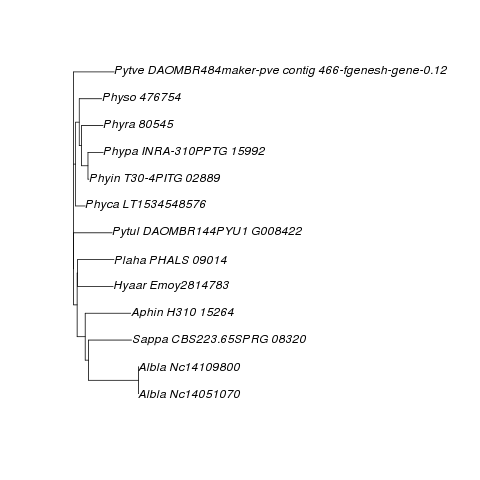 Pytve DAOMBR484maker-pve contig 466-fgenesh-gene-0.12
Physo 476754
Phyra 80545
Phypa INRA-310PPTG 15992
Phyin T30-4PITG 02889
Phyca LT1534548576
Pytul DAOMBR144PYU1 G008422
Plaha PHALS 09014
Hyaar Emoy2814783
Aphin H310 15264
Sappa CBS223.65SPRG 08320
Albla Nc14109800
Albla Nc14051070